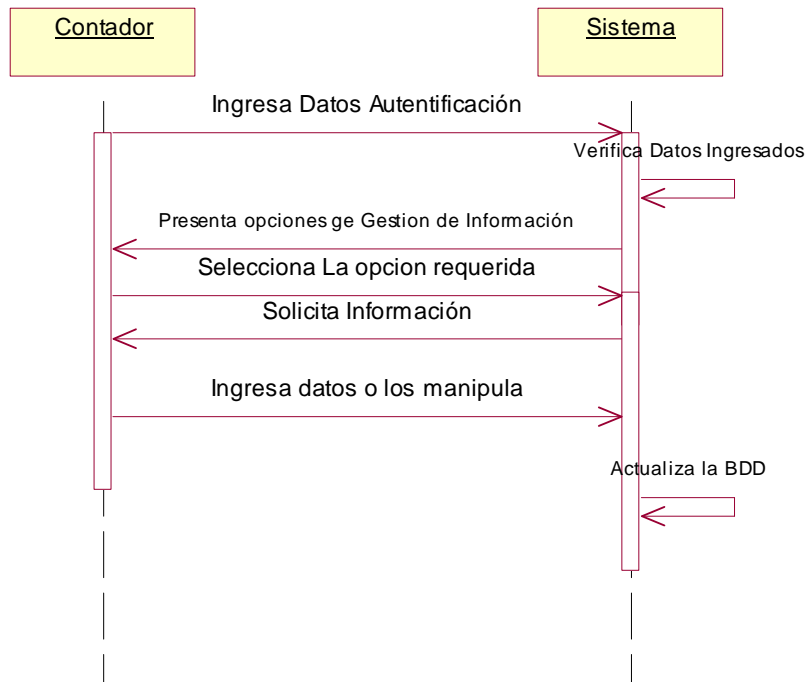 Contador
Sistema
Ingresa Datos Autentificación
Verifica Datos Ingresados
Presenta opciones ge Gestion de Información
Selecciona La opcion requerida
Solicita Información
Ingresa datos o los manipula
Actualiza la BDD